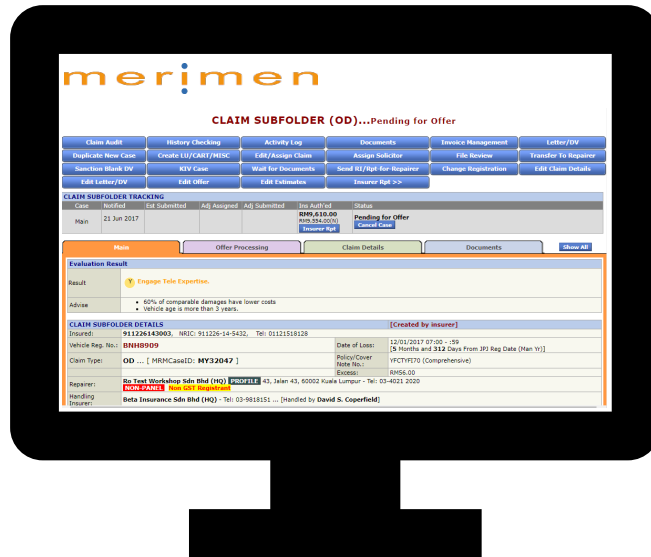 merimen
CLAIM SUBFOLDER (OD)...Pending for Offer
Claim Audit History Checking Activity Log Documents Invoice Management Letter/DV
Duplicate New Case Create LU/CART/MISC Edit/Assign Claim Assign Solicitor File Review Transfer To Repairer
Sanction Blank DV KIV Case Wait for Documents Send RI/Rpt-for-Repairer Change Registration Edit Claim Details
Edit Letter/DV Edit Offer Edit Estimates Insurer Rpt >>
CLAIM SUBFOLDER TRACKING
Case Notified Est Submitted Adj Assigned Adj Submitted Ins Auth'ed Status
Main 21 Jun 2017 RM9,610.00 Pending for Offer
RM9,554.00(N) Cancel Case
Insurer Rpt
Main Offer Processing Claim Details Documents Show All
Evaluation Result
Result Y Engage Tele Expertise.
Advise • 60% of comparable damages have lower costs
• Vehicle age is more than 3 years.
CLAIM SUBFOLDER DETAILS [Created by insurer]
Insured: 911226143003, NRIC: 911226-14-5432, Tel: 01121518128
Vehicle Reg. No.: BNH8909 Date of Loss: 12/01/2017 07:00 - :59
[5 Months and 312 Days From JPJ Reg Date (Man Yr)]
Claim Type: OD ... [ MRMCaseID: MY32047 ] Policy/Cover Note No.: YFCTYFI70 (Comprehensive)
Excess: RM56.00
Repairer: Ro Test Workshop Sdn Bhd (HQ) PROFILE 43, Jalan 43, 60002 Kuala Lumpur - Tel: 03-4021 2020
NON-PANEL Non GST Registrant
Handling Insurer: Beta Insurance Sdn Bhd (HQ) - Tel: 03-9818151 ... [Handled by David S. Coperfield]